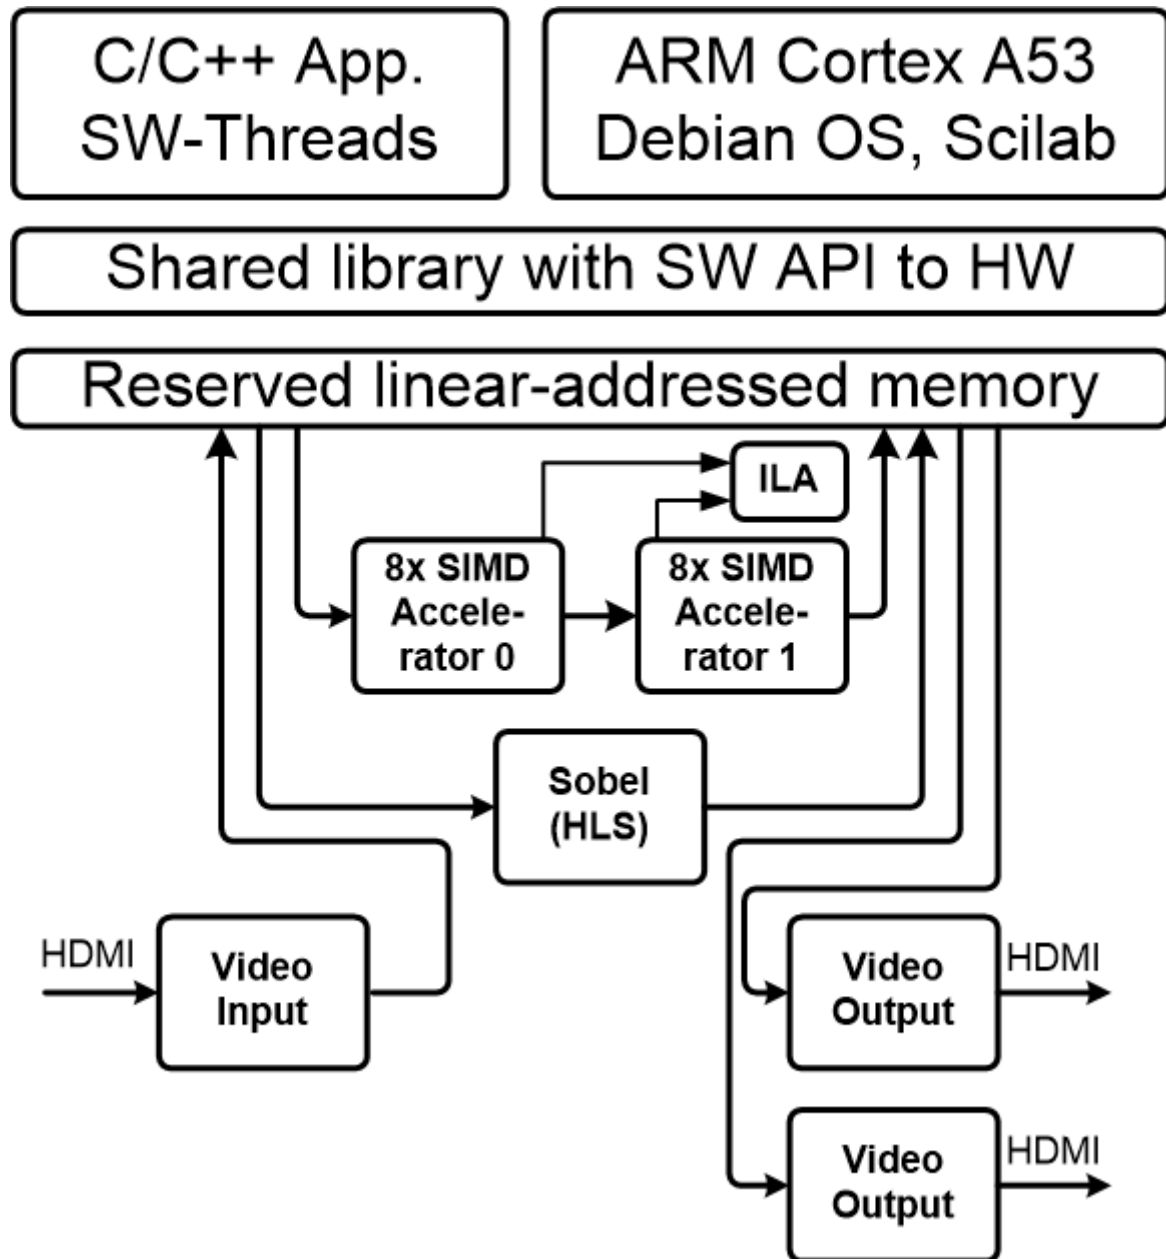 C/C++ App.
SW-Threads
ARM Cortex A53
Debian OS, Scilab
Shared library with SW API to HW
Reserved linear-addressed memory
ILA
8x SIMD
Accele-
rator 0
8x SIMD
Accele-
rator 1
Sobel
(HLS)
HDMI
Video
Input
Video
Output
HDMI
Video
Output
HDMI